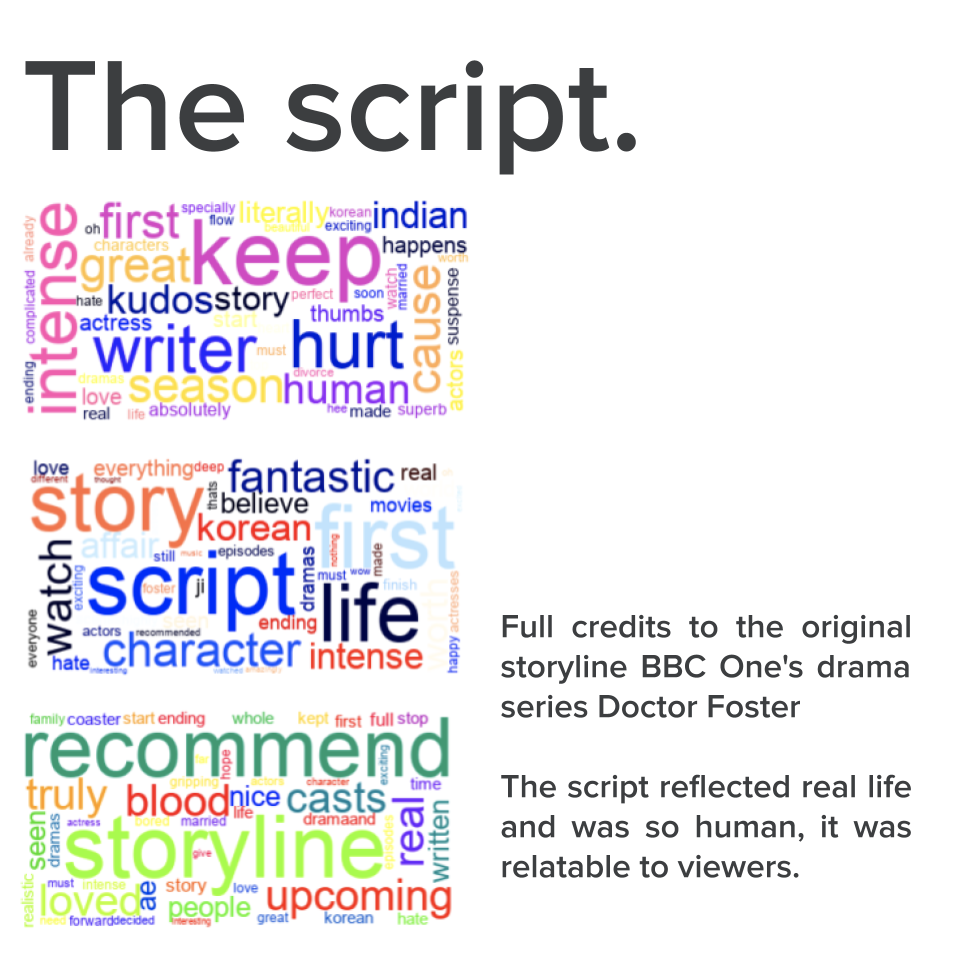 The script.
specially
first
literally
korean
indian
oh
flow
beautiful
exciting
already
intense
keep
happens
characters
worth
great
cause
suspense
complicated
hate
kudos
story
perfect
soon
watch
married
thumbs
actress
start
writer
must
hurt
ending
dramas
season
divorce
human
actors
love
real
life
absolutely
hee
made
superb
love
everything
deep
fantastic
real
different
thought
story
thats
believe
movies
korean
first
affair
still
music
episodes
nothing
made
watch
exciting
script
dramas
must
wow
foster
ji
life
finish
worth
actresses
seen
ending
everyone
actors
recommended
character
intense
hate
interesting
watched
amazingly
happy
family
coaster
start
ending
whole
kept
first
full
stop
recommend
hope
exciting
gripping
actors
character
time
truly
blood
nice
casts
life
real
written
seen
dramas
actress
bored
married
dramaand
episodes
storyline
give
realistic
must
intense
ae
story
love
upcoming
loved
people
need
forward
decided
interesting
great
korean
hate
Full credits to the original
storyline BBC One's drama
series Doctor Foster
The script reflected real life
and was so human, it was
relatable to viewers.